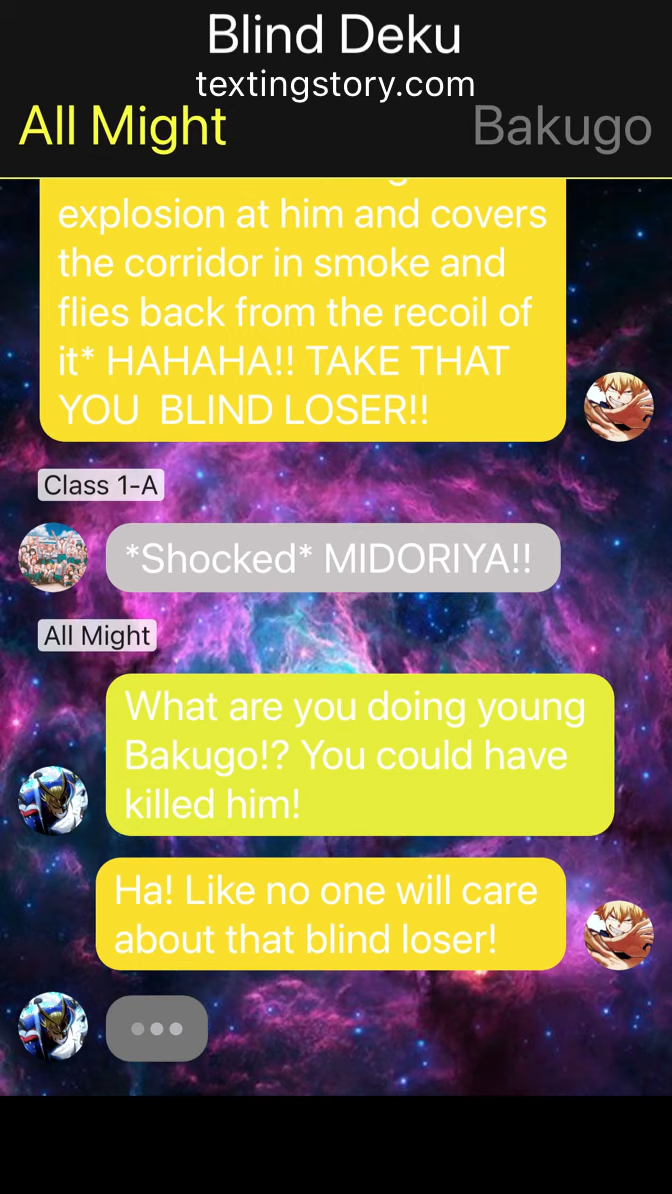 Blind Deku
textingstory.com
All Might
Bakugo
explosion at him and covers
the corridor in smoke and
flies back from the recoil of
it* HAHAHA!! TAKE THAT
YOU  BLIND LOSER!!
Class 1-A
*Shocked* MIDORIYA!!
All Might
What are you doing young
Bakugo!? You could have
killed him!
Ha! Like no one will care
about that blind loser!